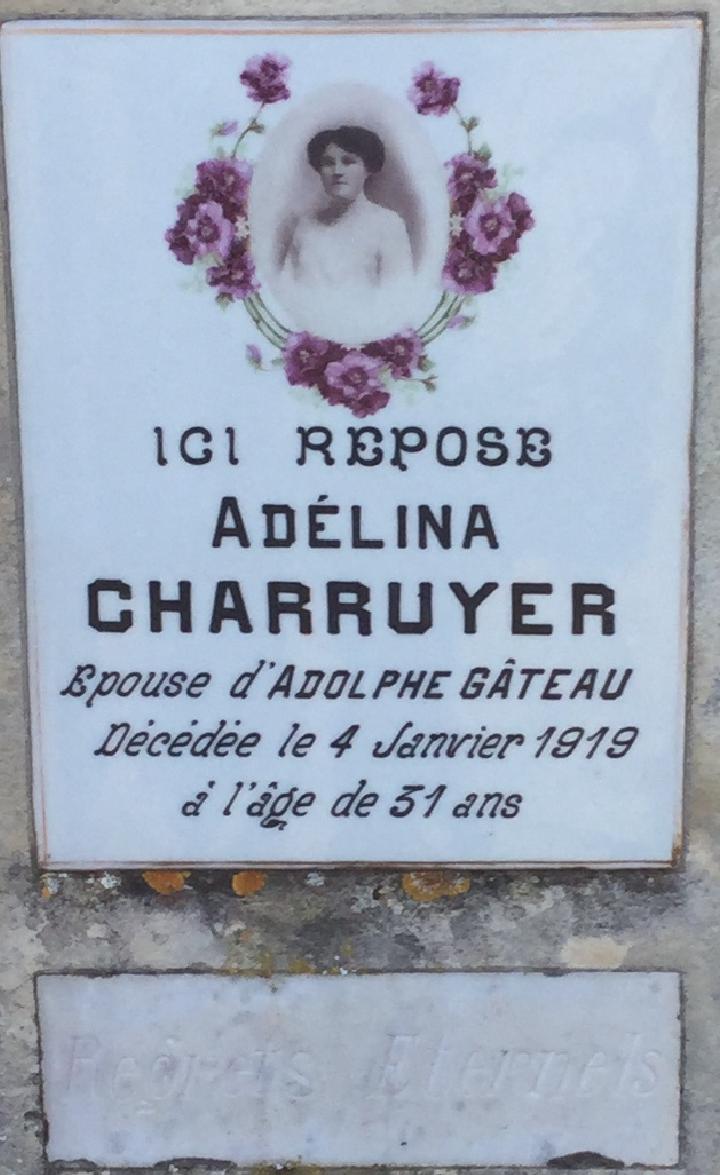 ICI REPOSE
ADÉLINA
CHARRUYER
Epouse d'ADOLPHE GÂTEAU
Décédée le 4 Janvier 1919
à l'âge de 31 ans
Regrets Eternels